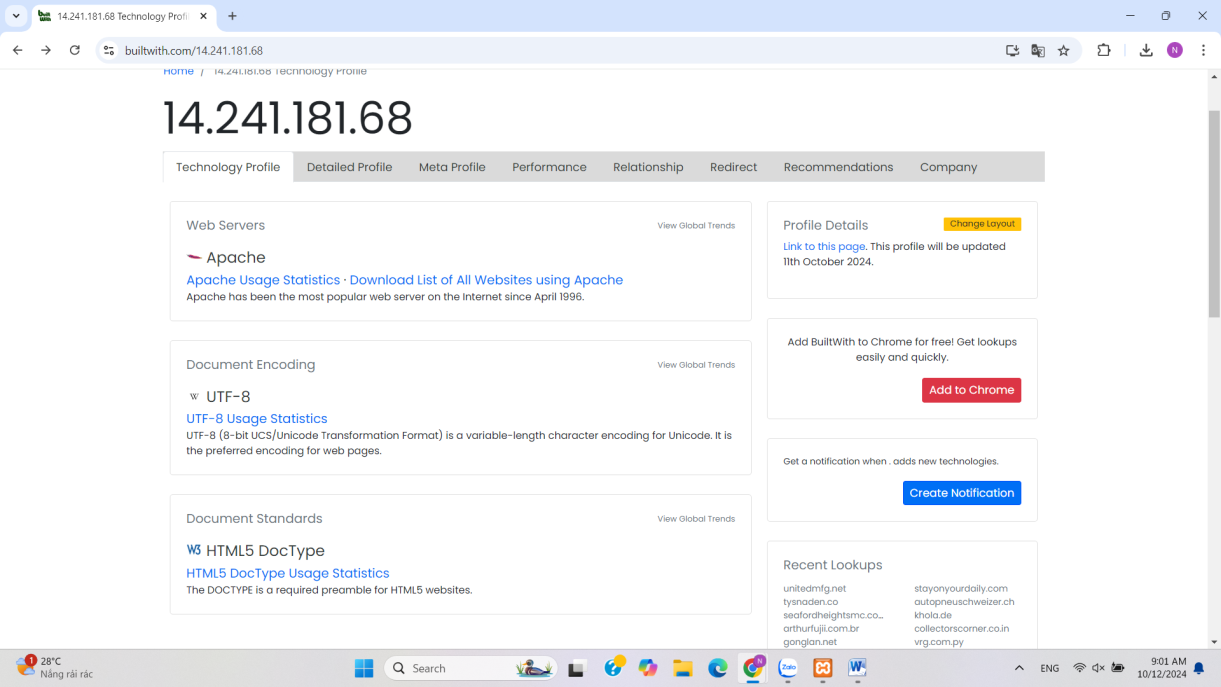 14.241.181.68 Technology Profil
builtwith.com/14.241.181.68
N
Home / 14.241.181.68 Technology Profile
14.241.181.68
Technology Profile
Detailed Profile
Meta Profile
Performance
Relationship
Redirect
Recommendations
Company
Web Servers
View Global Trends
Apache
Apache Usage Statistics · Download List of All Websites using Apache
Apache has been the most popular web server on the Internet since April 1996.
Document Encoding
View Global Trends
W UTF-8
UTF-8 Usage Statistics
UTF-8 (8-bit UCS/Unicode Transformation Format) is a variable-length character encoding for Unicode. It is
the preferred encoding for web pages.
Document Standards
View Global Trends
W3 HTML5 DocType
HTML5 DocType Usage Statistics
The DOCTYPE is a required preamble for HTML5 websites.
Profile Details
Change Layout
Link to this page. This profile will be updated
11th October 2024.
Add BuiltWith to Chrome for free! Get lookups
easily and quickly.
Add to Chrome
Get a notification when . adds new technologies.
Create Notification
Recent Lookups
unitedmfg.net
stayonyourdaily.com
tysnaden.co
autopneuschweizer.ch
seafordheightsmc.co...
khola.de
arthurfujii.com.br
collectorscorner.co.in
gonglan.net
vrg.com.py
1
28°C
Nắng rải rác
Search
N
Zalo
W
ENG
9:01 AM
10/12/2024